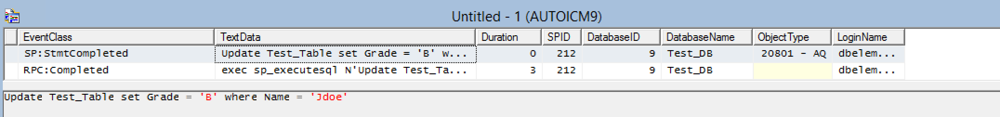 Untitled - 1 (AUTOICM9)
EventClass TextData Duration SPID DatabaseID DatabaseName ObjectType LoginName
SP:StmtCompleted Update Test_Table set Grade = 'B' w... 0 212 9 Test_DB 20801 - AQ dbelem...
RPC:Completed exec sp_executesql N'Update Test_Ta... 3 212 9 Test_DB dbelem...
Update Test_Table set Grade = 'B' where Name = 'Jdoe'